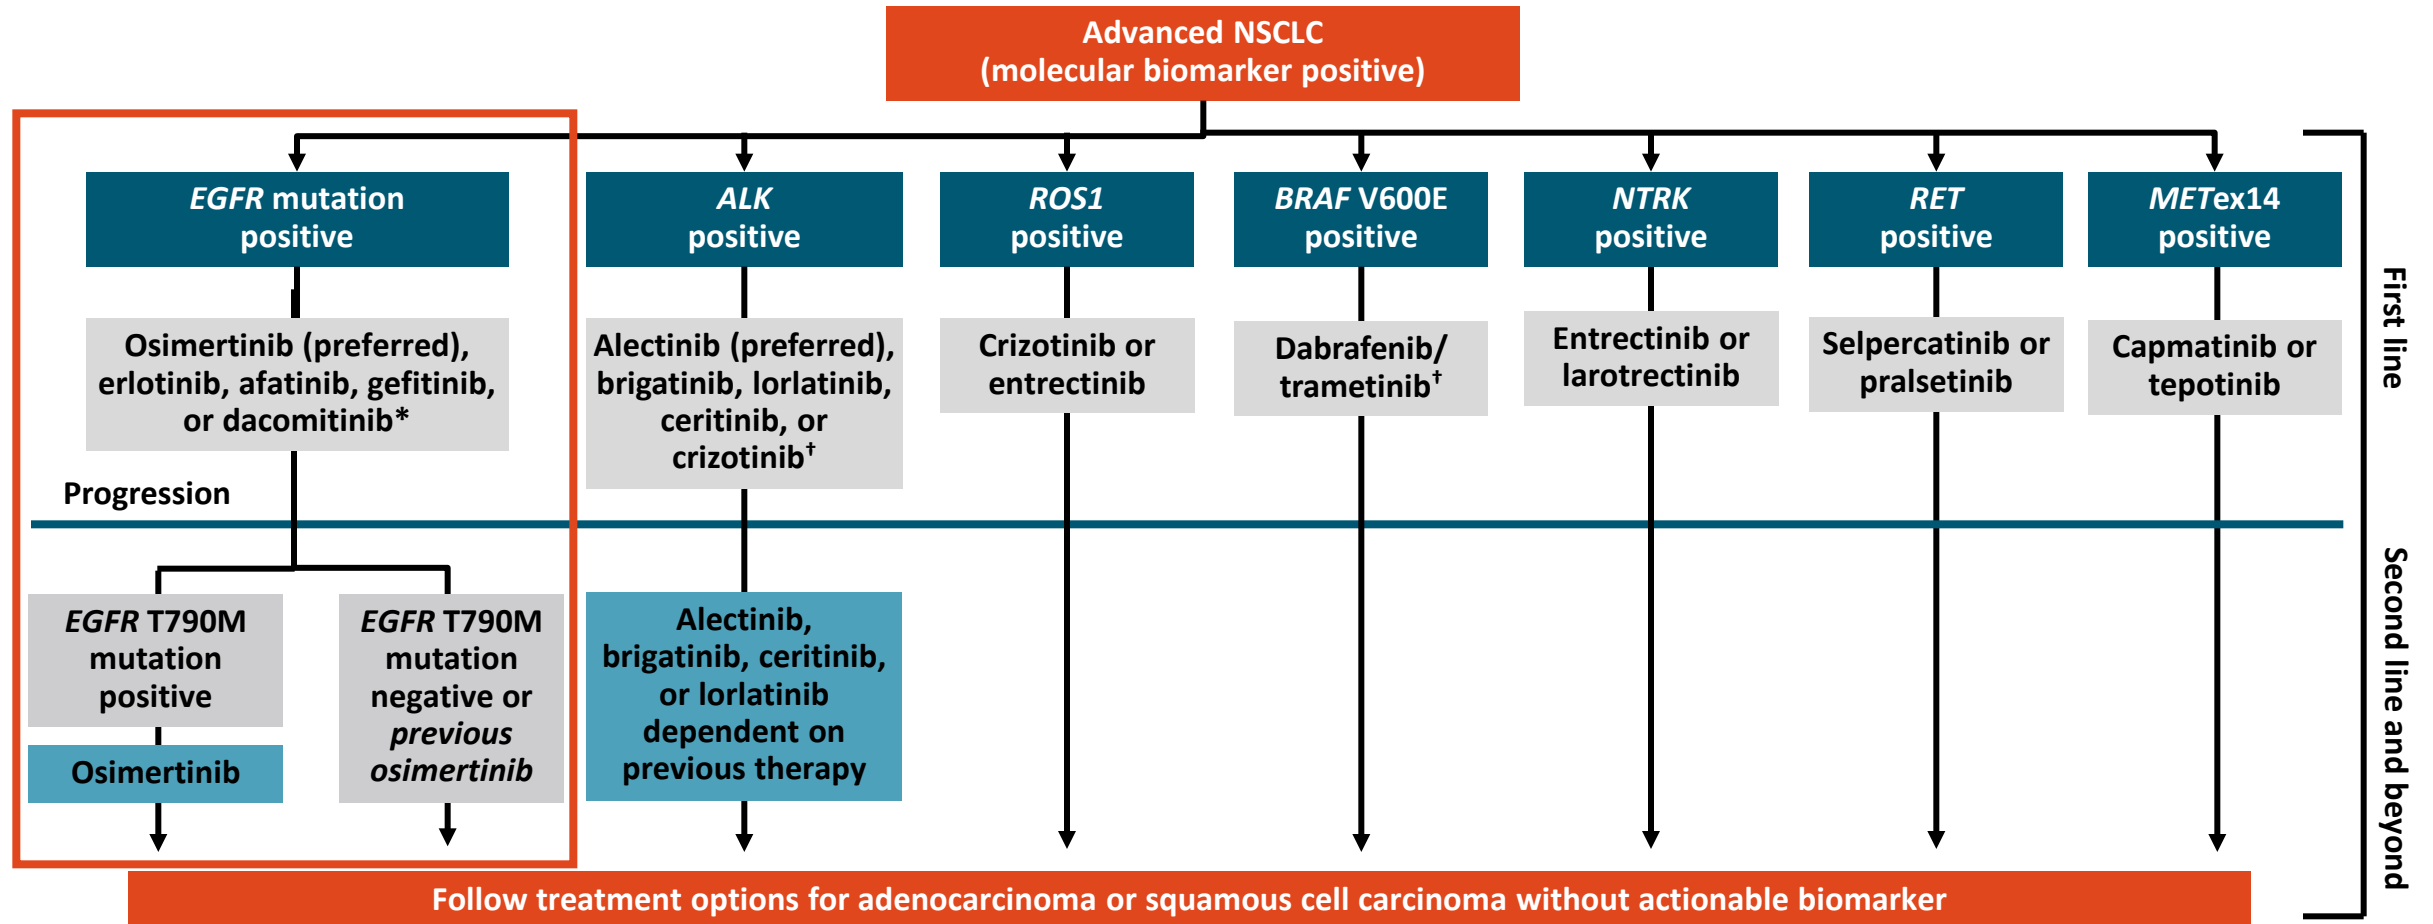 Advanced NSCLC
(molecular biomarker positive)
EGFR mutation
positive
ALK
positive
ROS1
positive
BRAF V600E
positive
NTRK
positive
RET
positive
METex14
positive
Osimertinib (preferred),
erlotinib, afatinib, gefitinib,
or dacomitinib*
Alectinib (preferred),
brigatinib, lorlatinib,
ceritinib, or
crizotinib†
Crizotinib or
entrectinib
Dabrafenib/
trametinib†
Entrectinib or
larotrectinib
Selpercatinib or
pralsetinib
Capmatinib or
tepotinib
First line
Progression
EGFR T790M
mutation
positive
Osimertinib
EGFR T790M
mutation
negative or
previous
osimertinib
Alectinib,
brigatinib, ceritinib,
or lorlatinib
dependent on
previous therapy
Second line and beyond
Follow treatment options for adenocarcinoma or squamous cell carcinoma without actionable biomarker